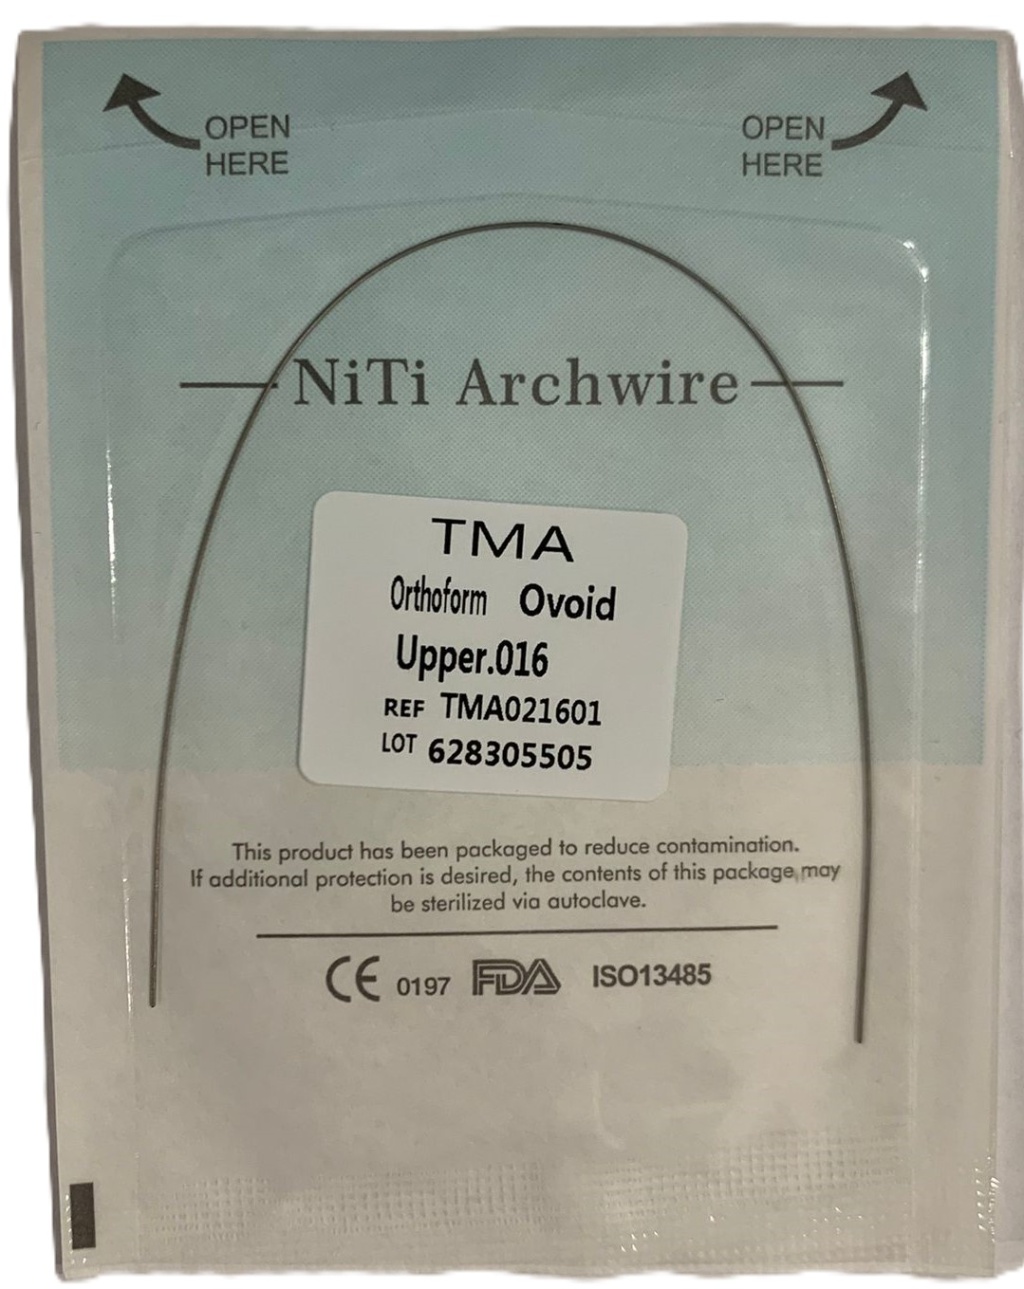 OPEN HERE
OPEN HERE
NiTi Archwire
TMA
Orthoform Ovoid
Upper.016
REF TMA021601
LOT 628305505
This product has been packaged to reduce contamination.
If additional protection is desired, the contents of this package may
be sterilized via autoclave.
CE 0197 FDA ISO13485